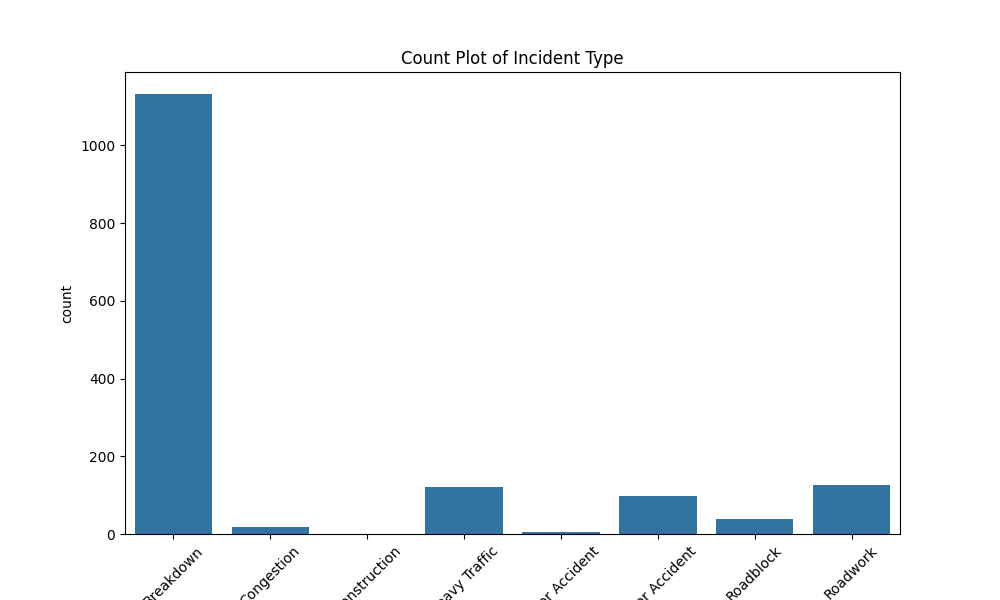 Count Plot of Incident Type
count
1000
800
600
400
200
0
Breakdown
Congestion
onstruction
avy Traffic
or Accident
or Accident
Roadblock
Roadwork